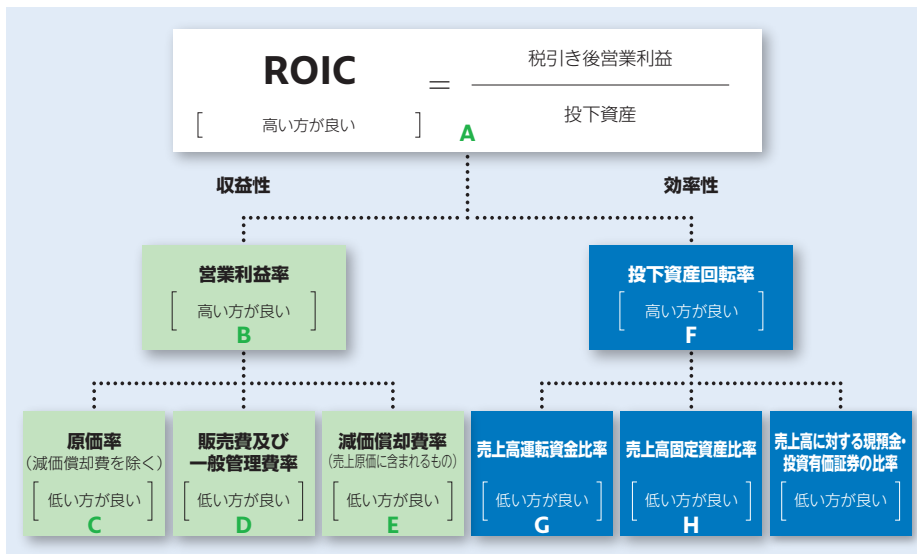 ROIC
[ 高い方が良い ]
=
税引き後営業利益
投下資産
A
収益性
効率性
営業利益率
[ 高い方が良い ]
B
投下資産回転率
[ 高い方が良い ]
F
原価率
(減価償却費を除く)
[ 低い方が良い ]
C
販売費及び
一般管理費率
[ 低い方が良い ]
D
減価償却費率
(売上原価に含まれるもの)
[ 低い方が良い ]
E
売上高運転資金比率
[ 低い方が良い ]
G
売上高固定資産比率
[ 低い方が良い ]
H
売上高に対する現預金・
投資有価証券の比率
[ 低い方が良い ]